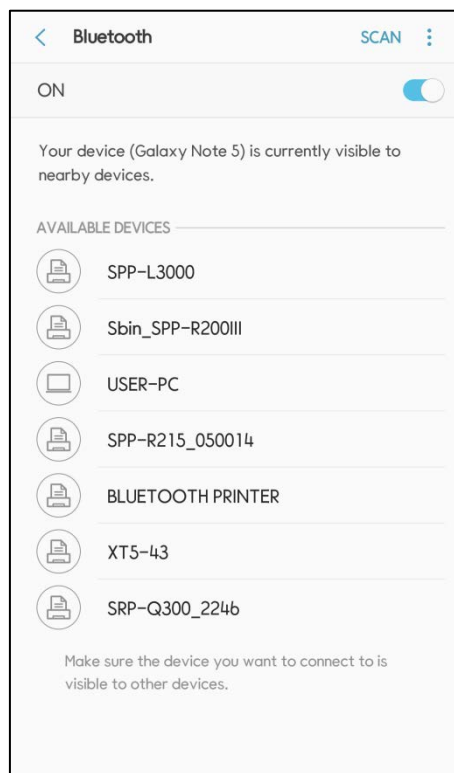 Bluetooth SCAN
ON
Your device (Galaxy Note 5) is currently visible to
nearby devices.
AVAILABLE DEVICES
SPP-L3000
Sbin_SPP-R200III
USER-PC
SPP-R215_050014
BLUETOOTH PRINTER
XT5-43
SRP-Q300_2246
Make sure the device you want to connect to is
visible to other devices.